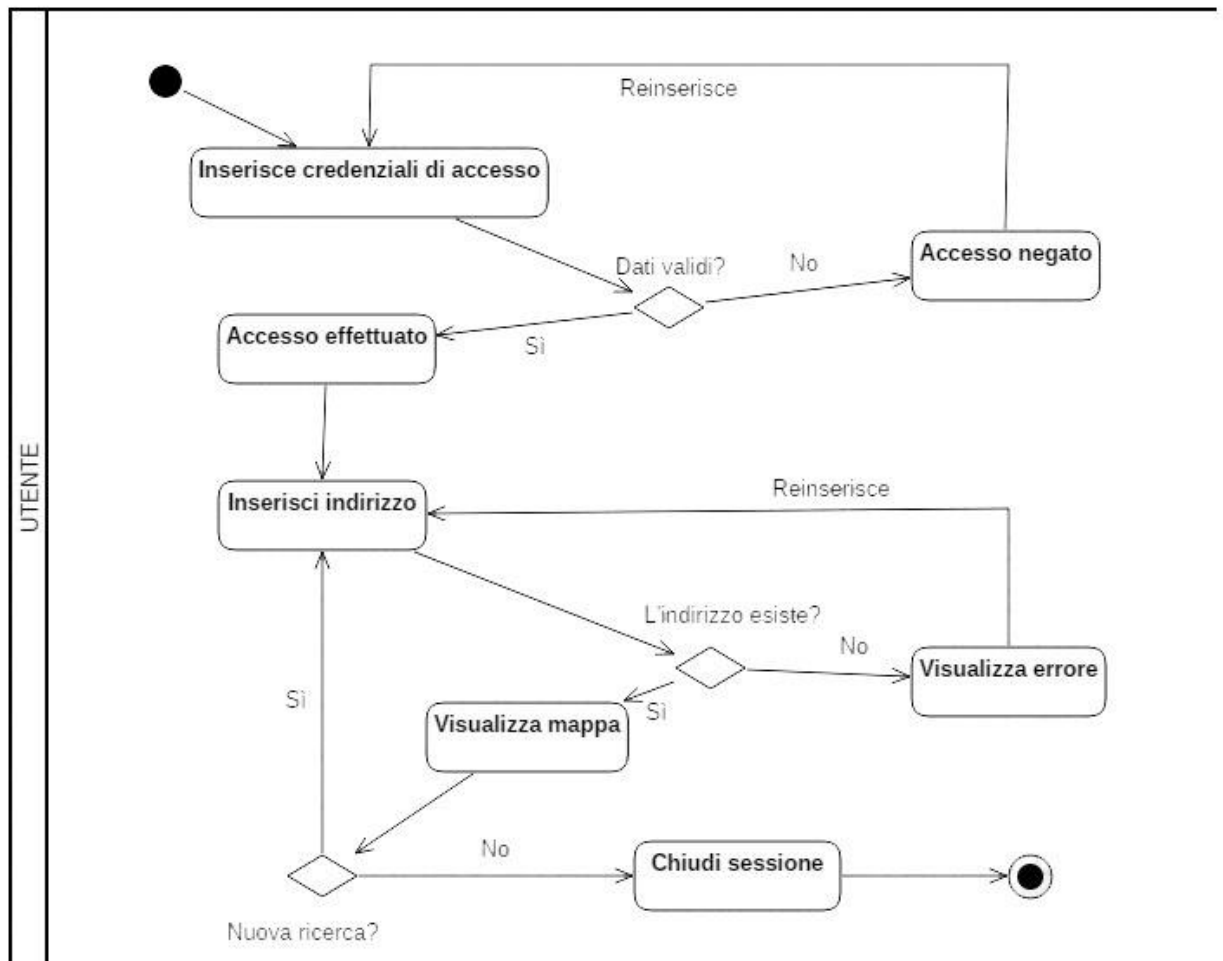 UTENTE
Reinserisce
Inserisce credenziali di accesso
Dati validi?
No
Accesso negato
Accesso effettuato
Sì
Inserisci indirizzo
Reinserisce
L'indirizzo esiste?
No
Visualizza errore
Sì
Sì
Visualizza mappa
No
Chiudi sessione
Nuova ricerca?